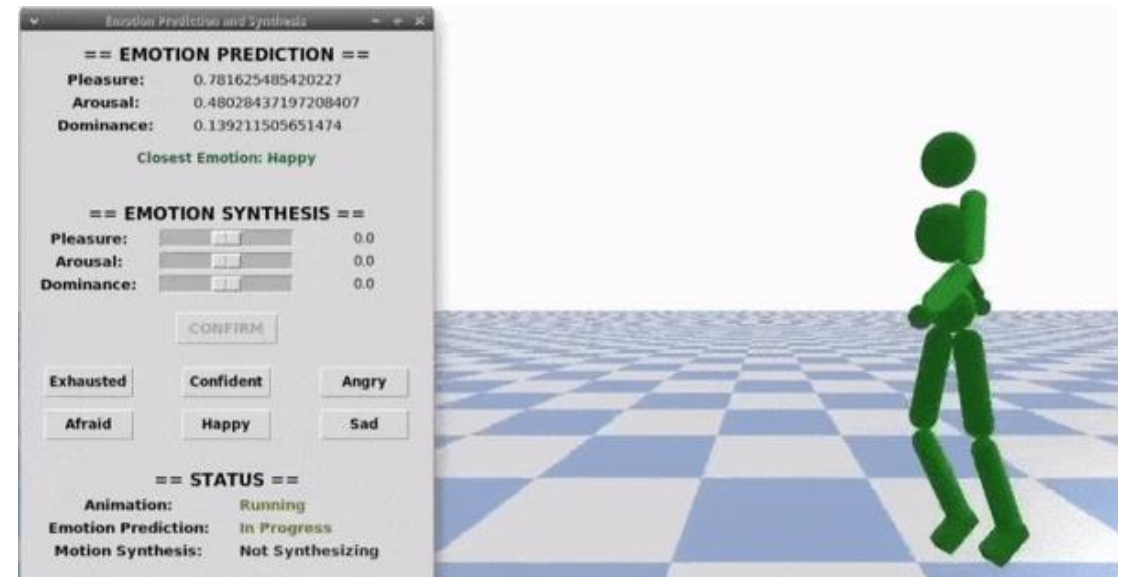 Emotion Prediction and Synthesis
== EMOTION PREDICTION ==
Pleasure: 0.781625485420227
Arousal: 0.48028437197208407
Dominance: 0.139211505651474
Closest Emotion: Happy
== EMOTION SYNTHESIS ==
Pleasure: 0.0
Arousal: 0.0
Dominance: 0.0
CONFIRM
Exhausted Confident Angry
Afraid Happy Sad
== STATUS ==
Animation: Running
Emotion Prediction: In Progress
Motion Synthesis: Not Synthesizing